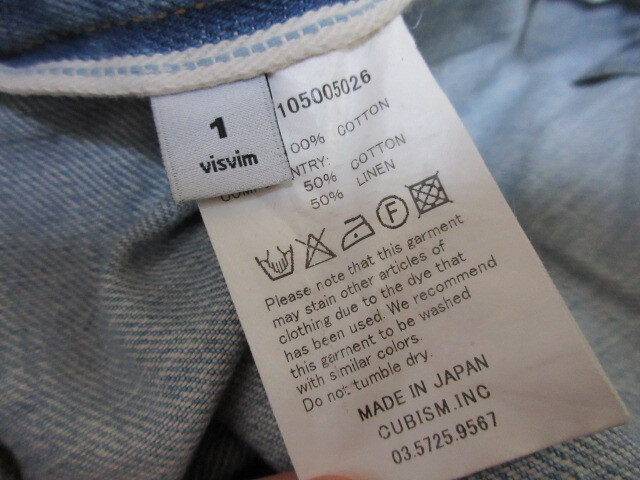 1
visvim
105005026
00% COTTON
NTRY:
50% COTTON
50% LINEN
F
Please note that this garment
may stain other articles of
clothing due to the dye that
has been used. We recommend
this garment to be washed
with similar colors.
Do not tumble dry.
MADE IN JAPAN
CUBISM.INC
03.5725.9567